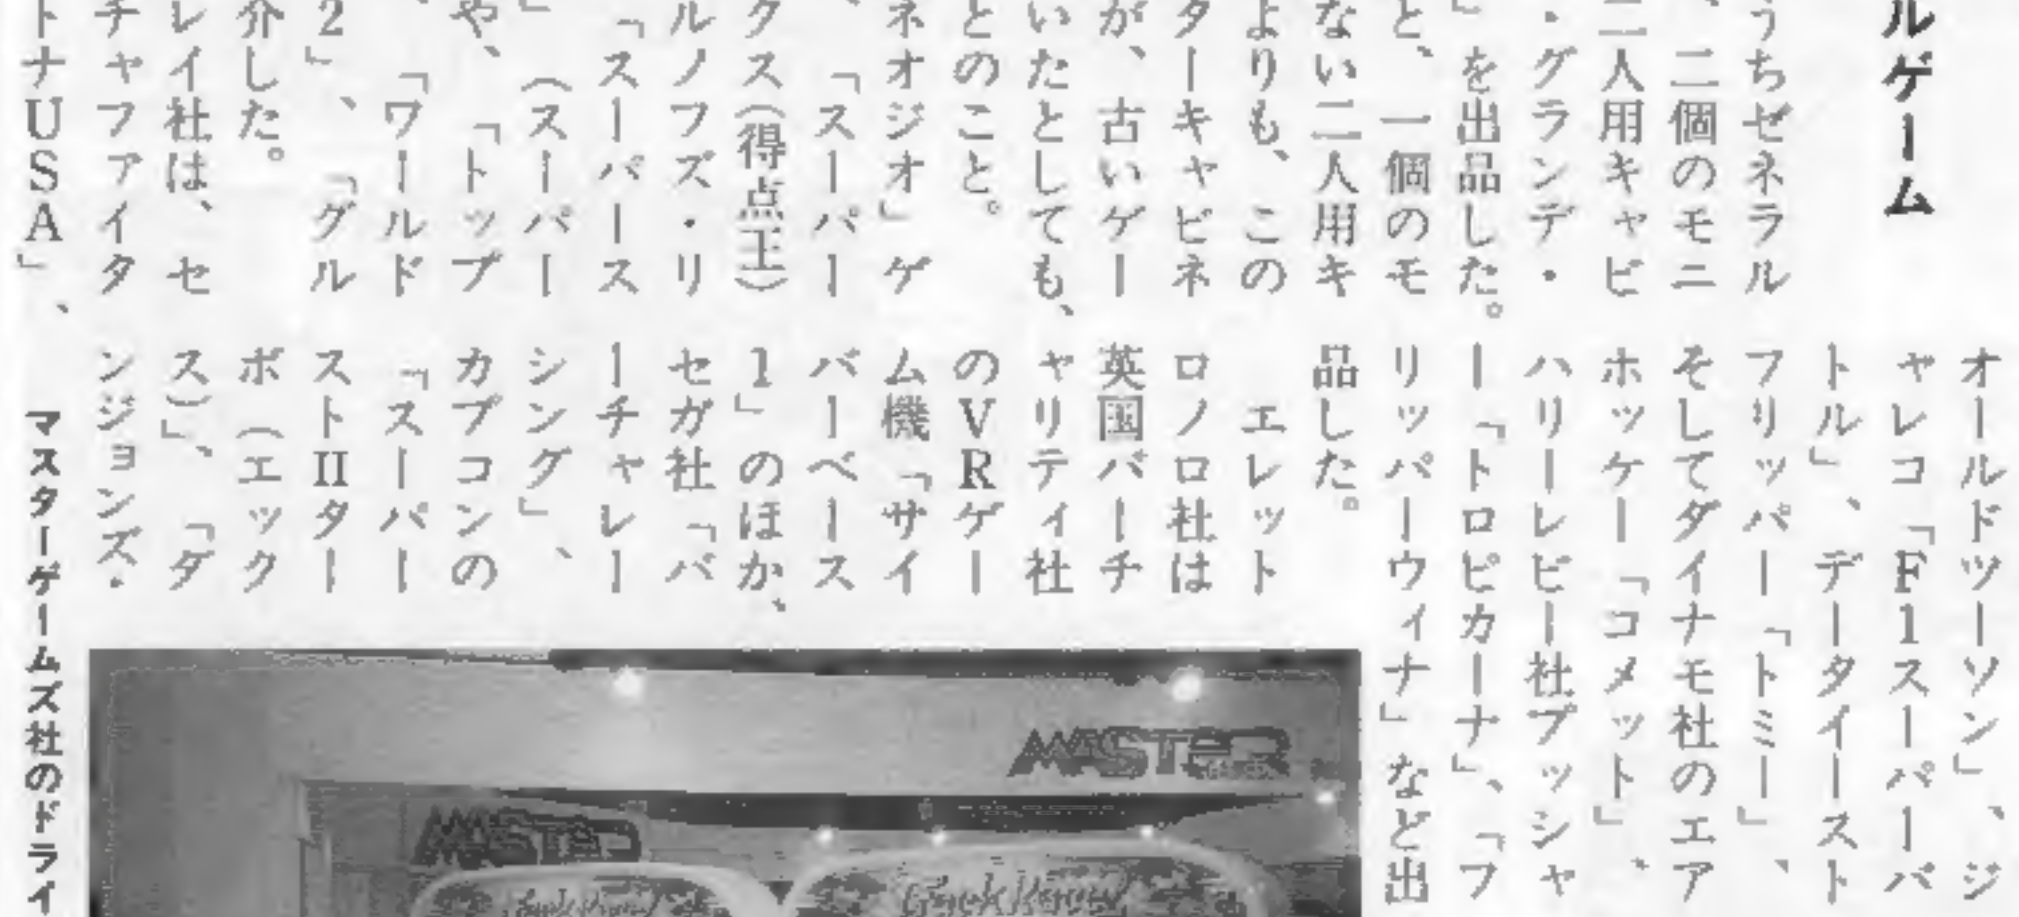 ルゲーム
うちゼネラル
、二個のモニ
二人用キャビ
・グランデ・
」を出品した。
と、一個のモ
ない二人用キ
よりも、この
ターキャビネ
が、古いゲー
いたとしても、
とのこと。
ネオジオ」ゲ
、「スーパー
クス(得点王)
ルノフズ・リ
「スーパース
」(スーパー
や、「トップ
、「ワールド
2」、「グル
介した。
レイ社は、セ
チャファイタ
トナUSA」、
オールドツーソン」、ジ
ャレコ「F1スーパーバ
トル」、データイースト
フリッパー「トミー」、
そしてダイナモ社のエア
ホッケー「コメット」、
ハリーレビー社プッシャ
ー「トロピカーナ」、「フ
リッパーウィナ」など出
品した。
エレット
ロノロ社は
英国バーチ
ャリティ社
のVRゲー
ム機「サイ
バーベース
1」のほか、
セガ社「バ
ーチャレー
シング」、
カプコンの
「スーパー
ストIIター
ボ(エック
ス)」、「ダ
ンジョンズ・
マスターゲームズ社のドライ
MASTER
MASTER